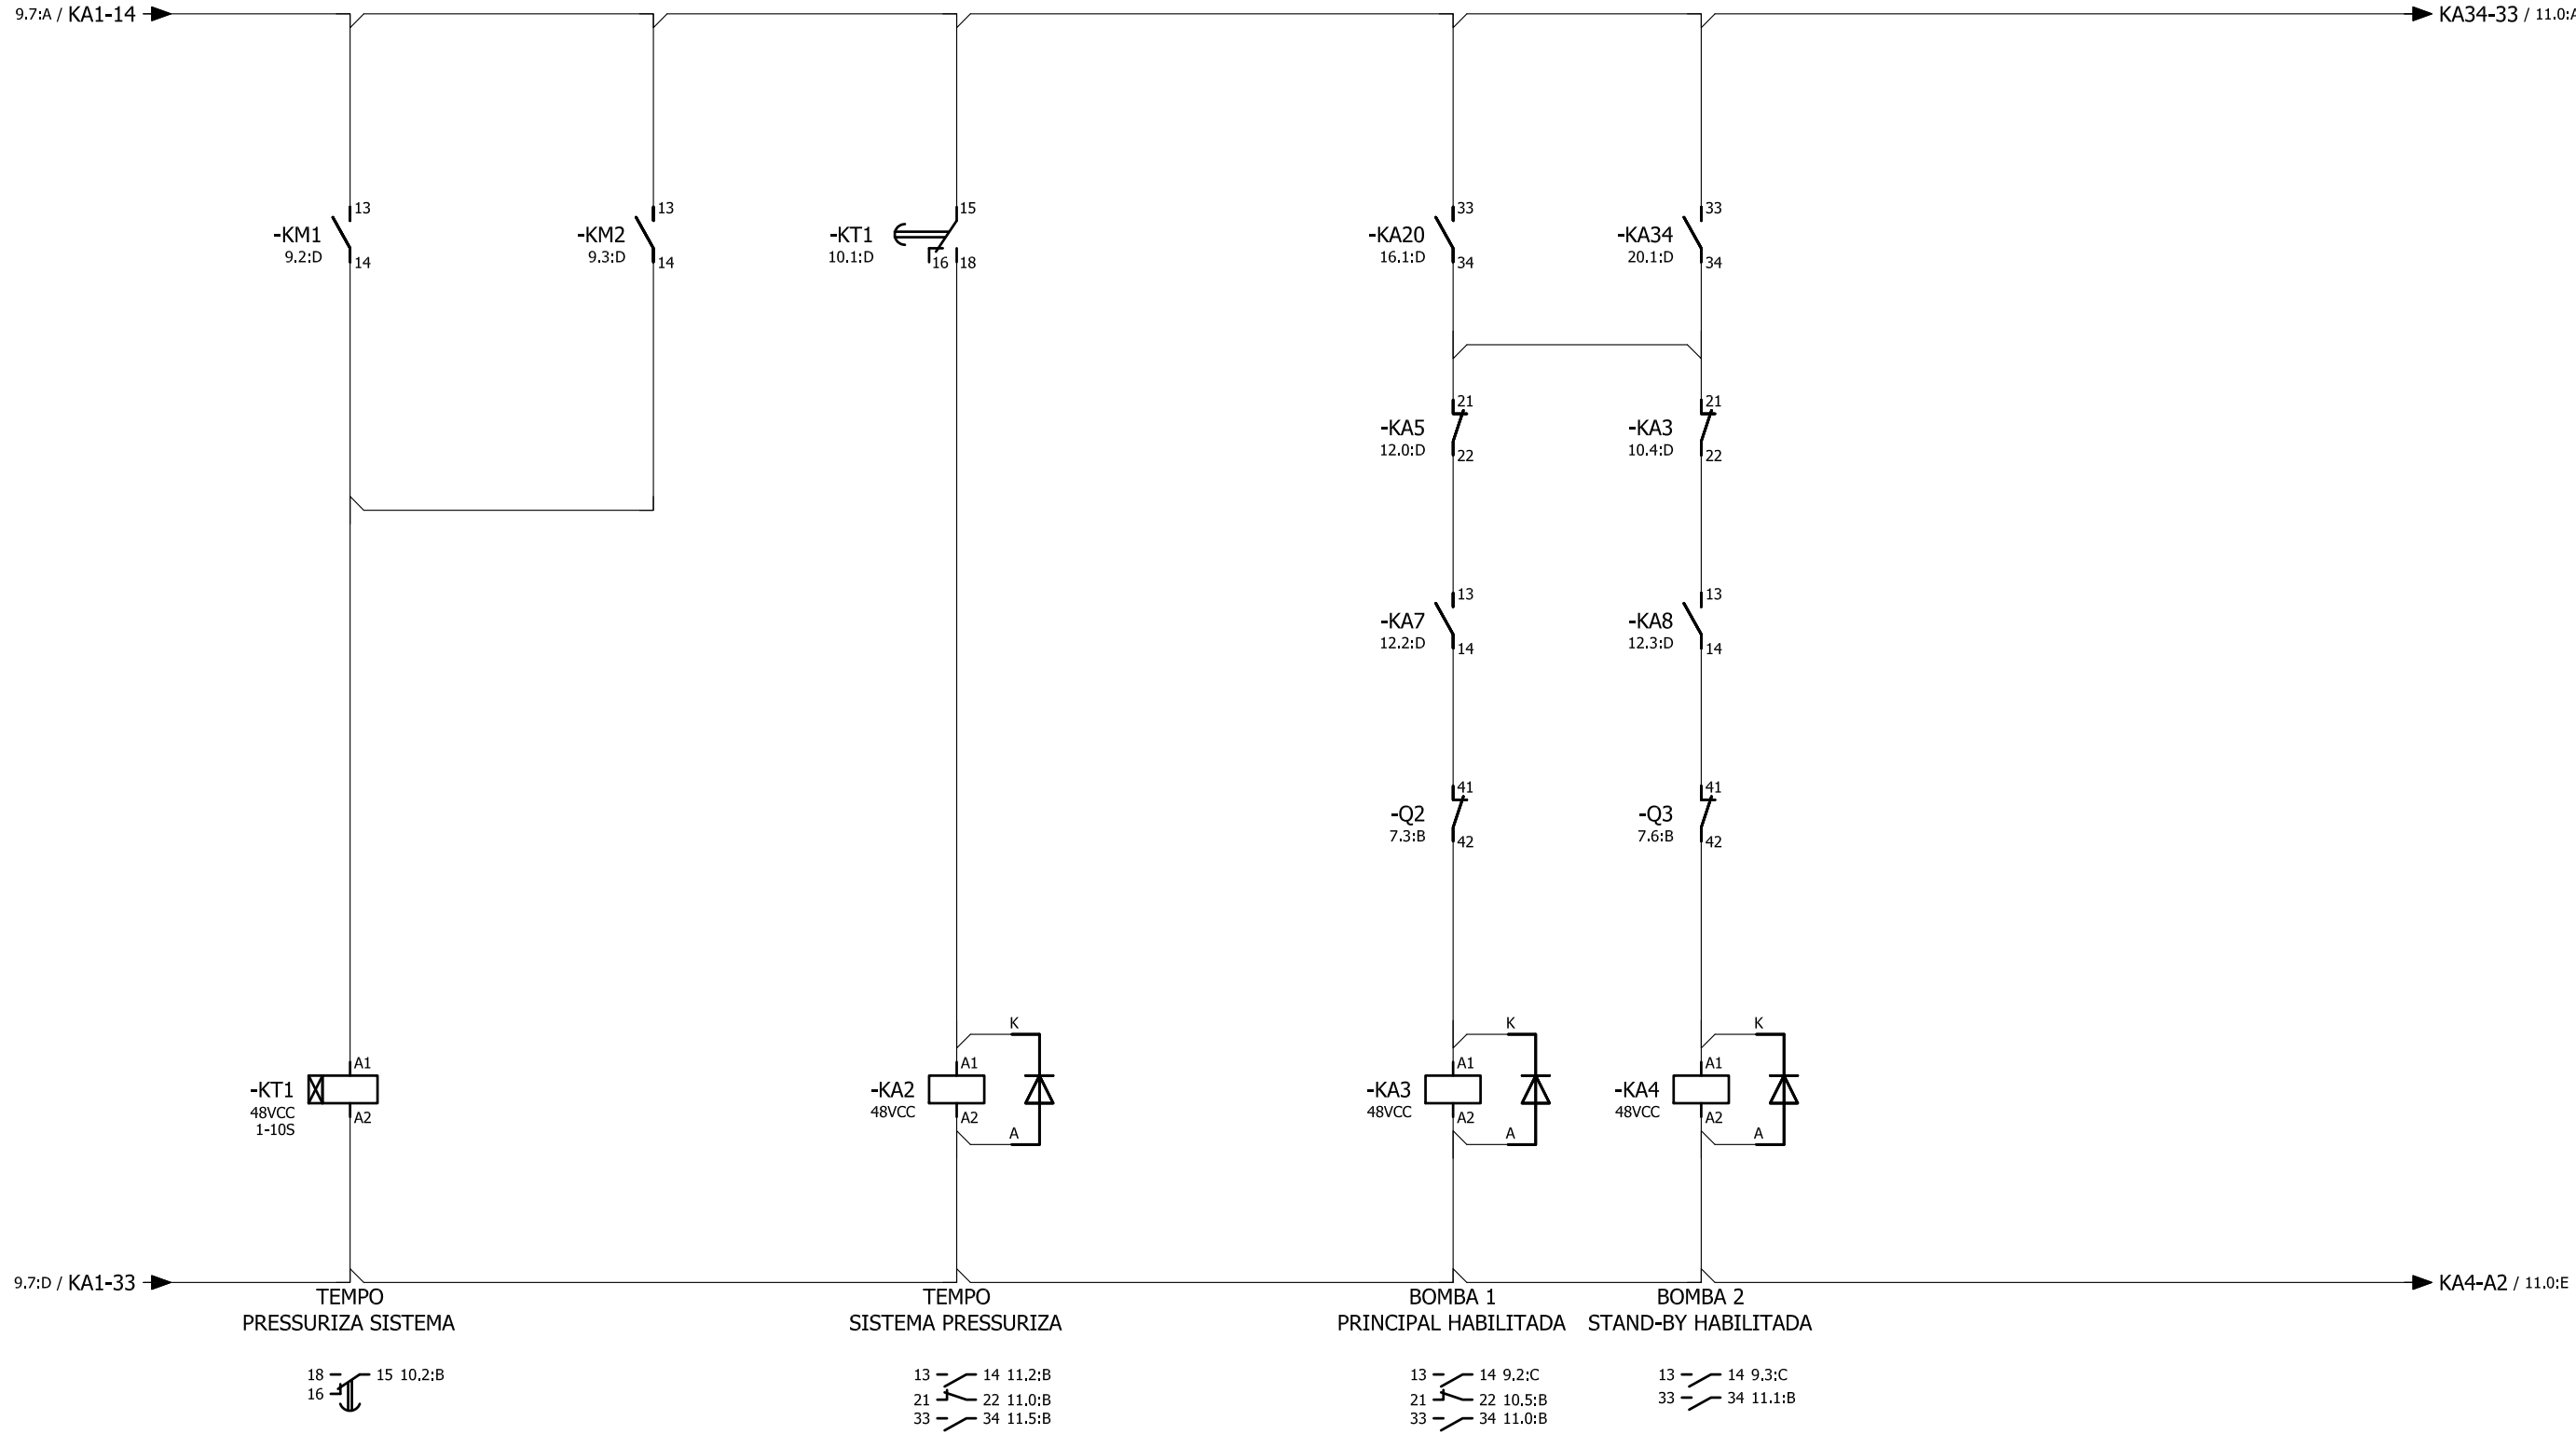 9.7:A / KA1-14
KA34-33 / 11.0:A
13
-KM1
9.2:D
14
13
-KM2
9.3:D
14
15
-KT1
10.1:D
16 18
33
-KA20
16.1:D
34
33
-KA34
20.1:D
34
21
-KA5
12.0:D
22
21
-KA3
10.4:D
22
13
-KA7
12.2:D
14
13
-KA8
12.3:D
14
41
-Q2
7.3:B
42
41
-Q3
7.6:B
42
A1
-KT1
48VCC
1-10S
A2
K
A1
-KA2
48VCC
A2
A
K
A1
-KA3
48VCC
A2
A
K
A1
-KA4
48VCC
A2
A
9.7:D / KA1-33
KA4-A2 / 11.0:E
TEMPO
PRESSURIZA SISTEMA
TEMPO
SISTEMA PRESSURIZA
BOMBA 1
PRINCIPAL HABILITADA
BOMBA 2
STAND-BY HABILITADA
18 15 10.2:B
16
13 14 11.2:B
21 22 11.0:B
33 34 11.5:B
13 14 9.2:C
21 22 10.5:B
33 34 11.0:B
13 14 9.3:C
33 34 11.1:B